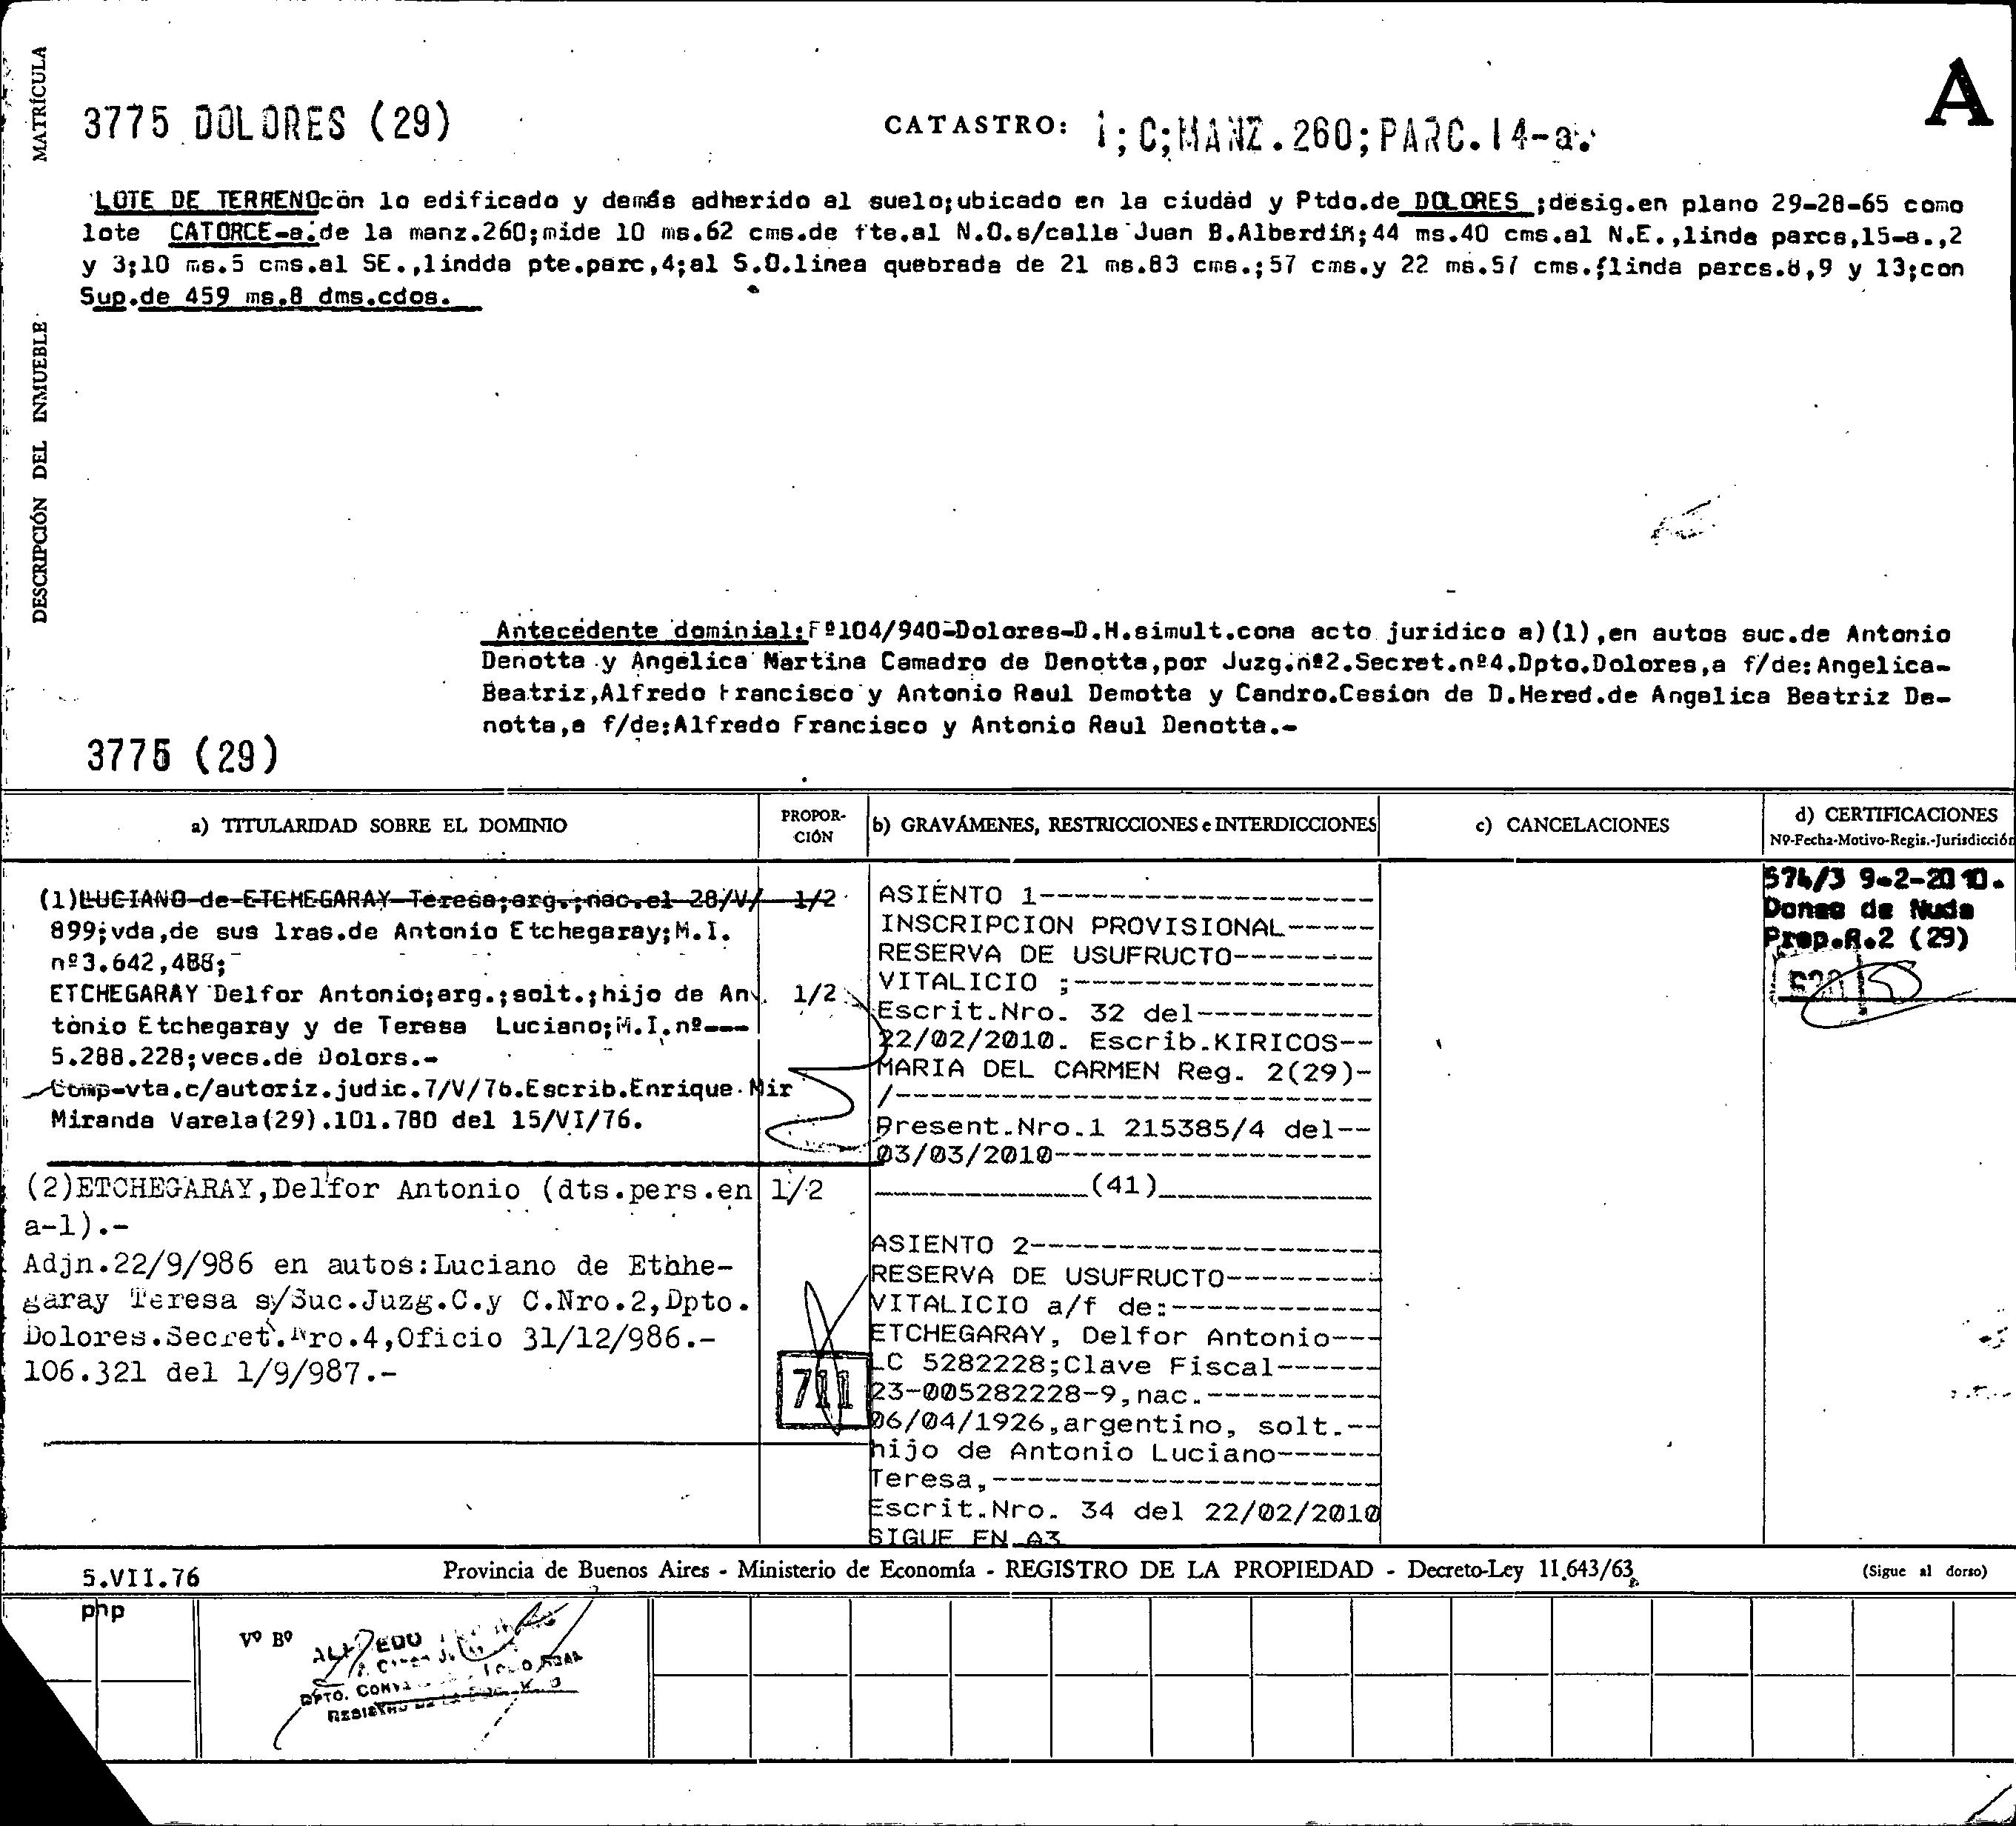 MATRÍCULA
3775 DOLORES (29)
CATASTRO: 1;C;MANZ.260;PARC.14-a.
A
DESCRIPCIÓN DEL INMUEBLE
LOTE DE TERRENOcon lo edificado y demás adherido al suelo;ubicado en la ciudad y Ptdo.de DOLORES ;desig.en plano 29-28-65 como
lote CATORCE-a.de la manz.260;mide 10 ms.62 cms.de fte.al N.O.s/calle Juan B.Alberdiñ;44 ms.40 cms.al N.E.,linda parcs,15-a.,2
y 3;10 ms.5 cms.al SE.,lindda pte.parc,4;al S.O.linea quebrada de 21 ms.83 cms.;57 cms.y 22 ms.57 cms.;linda parcs.8,9 y 13;con
Sup.de 459 ms.8 dms.cdos.
Antecedente dominial:Fº104/940-Dolores-D.H.simult.cona acto juridico a)(1),en autos suc.de Antonio
Denotta y Angélica Martina Camadro de Denotta,por Juzg.nº2.Secret.nº4.Dpto.Dolores,a f/de:Angelica-
Beatriz,Alfredo Francisco y Antonio Raul Demotta y Candro.Cesion de D.Hered.de Angelica Beatriz De-
notta,a f/de:Alfredo Francisco y Antonio Raul Denotta.-
3775 (29)
a) TITULARIDAD SOBRE EL DOMINIO
PROPOR-
CIÓN
b) GRAVÁMENES, RESTRICCIONES e INTERDICCIONES
c) CANCELACIONES
d) CERTIFICACIONES
Nº-Fecha-Motivo-Regis.-Jurisdicción
(1)LUCIANO de ETCHEGARAY Teresa;arg.;nac.el 28/V/ 1/2
899;vda,de sus 1ras.de Antonio Etchegaray;M.I.
nº3.642,488;
ETCHEGARAY Delfor Antonio;arg.;solt.;hijo de An 1/2
tonio Etchegaray y de Teresa Luciano;M.I.nº---
5.288.228;vecs.de Dolors.-
Comp-vta.c/autoriz.judic.7/V/76.Escrib.Enrique Mir
Miranda Varela(29).101.780 del 15/VI/76.
(2)ETCHEGARAY,Delfor Antonio (dts.pers.en 1/2
a-1).-
Adjn.22/9/986 en autos:Luciano de Ethhe-
garay Teresa s/Suc.Juzg.C.y C.Nro.2,Dpto.
Dolores.Secret.Nro.4,Oficio 31/12/986.-
106.321 del 1/9/987.-
711
ASIENTO 1-------------------
INSCRIPCION PROVISIONAL-----
RESERVA DE USUFRUCTO--------
VITALICIO ;-----------------
Escrit.Nro. 32 del----------
22/02/2010. Escrib.KIRICOS--
MARIA DEL CARMEN Reg. 2(29)-
/---------------------------
Present.Nro.1 215385/4 del--
03/03/2010------------------
____________(41)____________
ASIENTO 2-------------------
RESERVA DE USUFRUCTO--------
VITALICIO a/f de:-----------
ETCHEGARAY, Delfor Antonio---
LC 5282228;Clave Fiscal------
23-005282228-9,nac.----------
06/04/1926,argentino, solt.--
hijo de Antonio Luciano------
Teresa,----------------------
Escrit.Nro. 34 del 22/02/2010
SIGUE EN A3
574/3 9-2-2010.
Donac de Nuda
Prop.R.2 (29)
5.VII.76
Provincia de Buenos Aires - Ministerio de Economía - REGISTRO DE LA PROPIEDAD - Decreto-Ley 11.643/63
(Sigue al dorso)
php
Vº Bº
ALFREDO
DPTO.